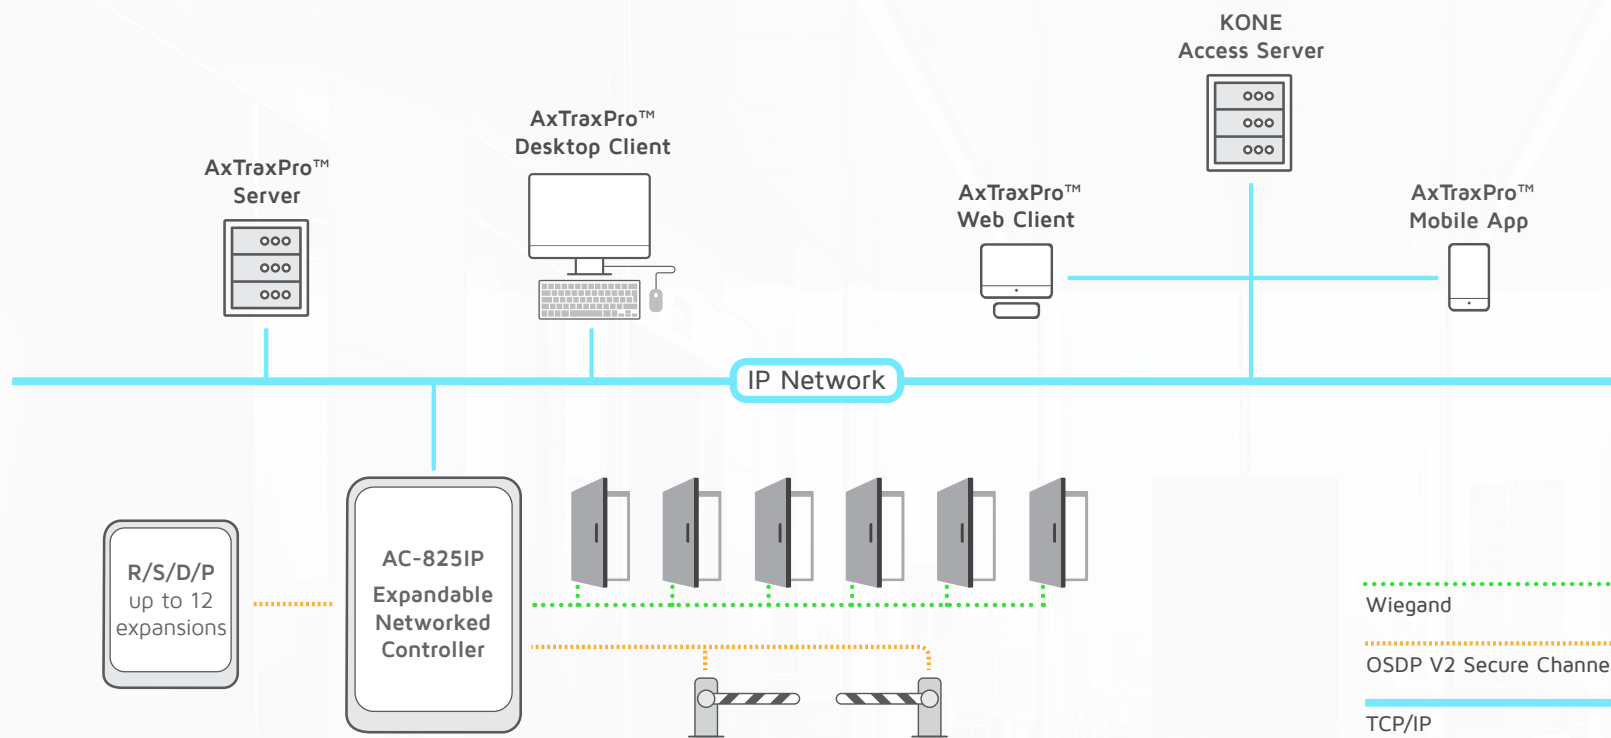 KONE
Access Server
AxTraxPro™
Desktop Client
AxTraxPro™
Server
AxTraxPro™
Web Client
AxTraxPro™
Mobile App
IP Network
R/S/D/P
up to 12
expansions
AC-825IP
Expandable
Networked
Controller
Wiegand
OSDP V2 Secure Channe
TCP/IP